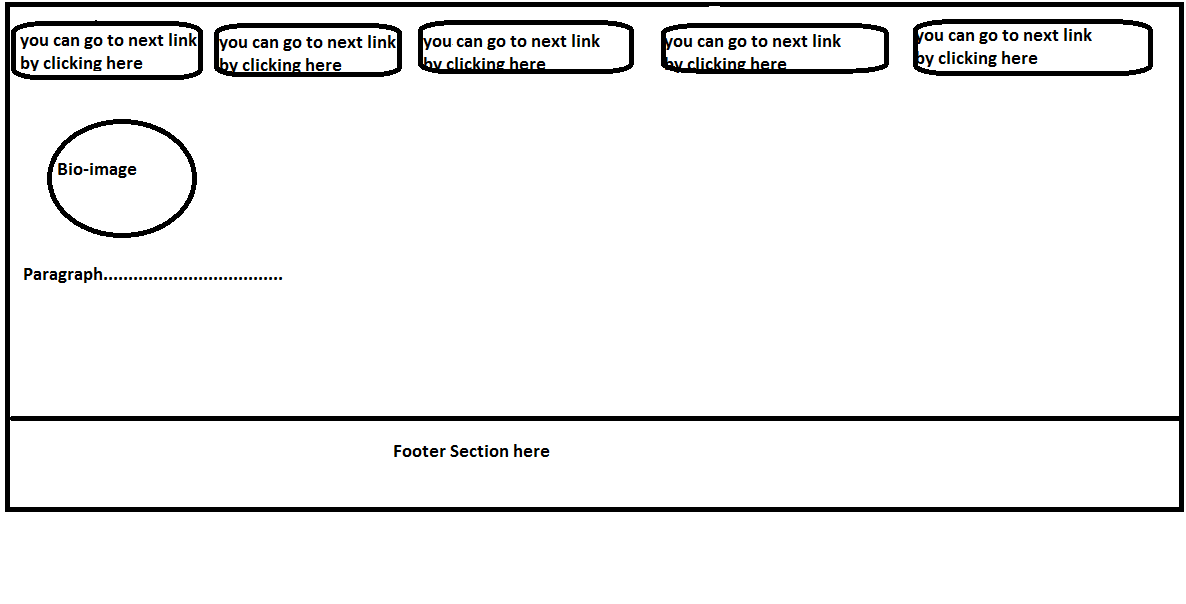 you can go to next link
by clicking here
you can go to next link
by clicking here
you can go to next link
by clicking here
you can go to next link
by clicking here
you can go to next link
by clicking here
Bio-image
Paragraph....................................
Footer Section here